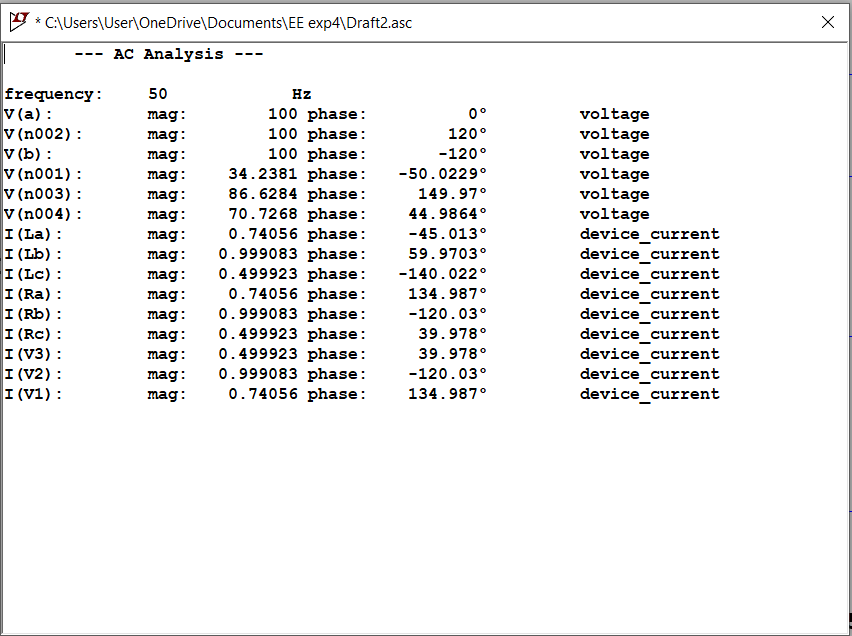 * C:\Users\User\OneDrive\Documents\EE exp4\Draft2.asc
--- AC Analysis ---
frequency: 50 Hz
V(a): mag: 100 phase: 0° voltage
V(n002): mag: 100 phase: 120° voltage
V(b): mag: 100 phase: -120° voltage
V(n001): mag: 34.2381 phase: -50.0229° voltage
V(n003): mag: 86.6284 phase: 149.97° voltage
V(n004): mag: 70.7268 phase: 44.9864° voltage
I(La): mag: 0.74056 phase: -45.013° device_current
I(Lb): mag: 0.999083 phase: 59.9703° device_current
I(Lc): mag: 0.499923 phase: -140.022° device_current
I(Ra): mag: 0.74056 phase: 134.987° device_current
I(Rb): mag: 0.999083 phase: -120.03° device_current
I(Rc): mag: 0.499923 phase: 39.978° device_current
I(V3): mag: 0.499923 phase: 39.978° device_current
I(V2): mag: 0.999083 phase: -120.03° device_current
I(V1): mag: 0.74056 phase: 134.987° device_current